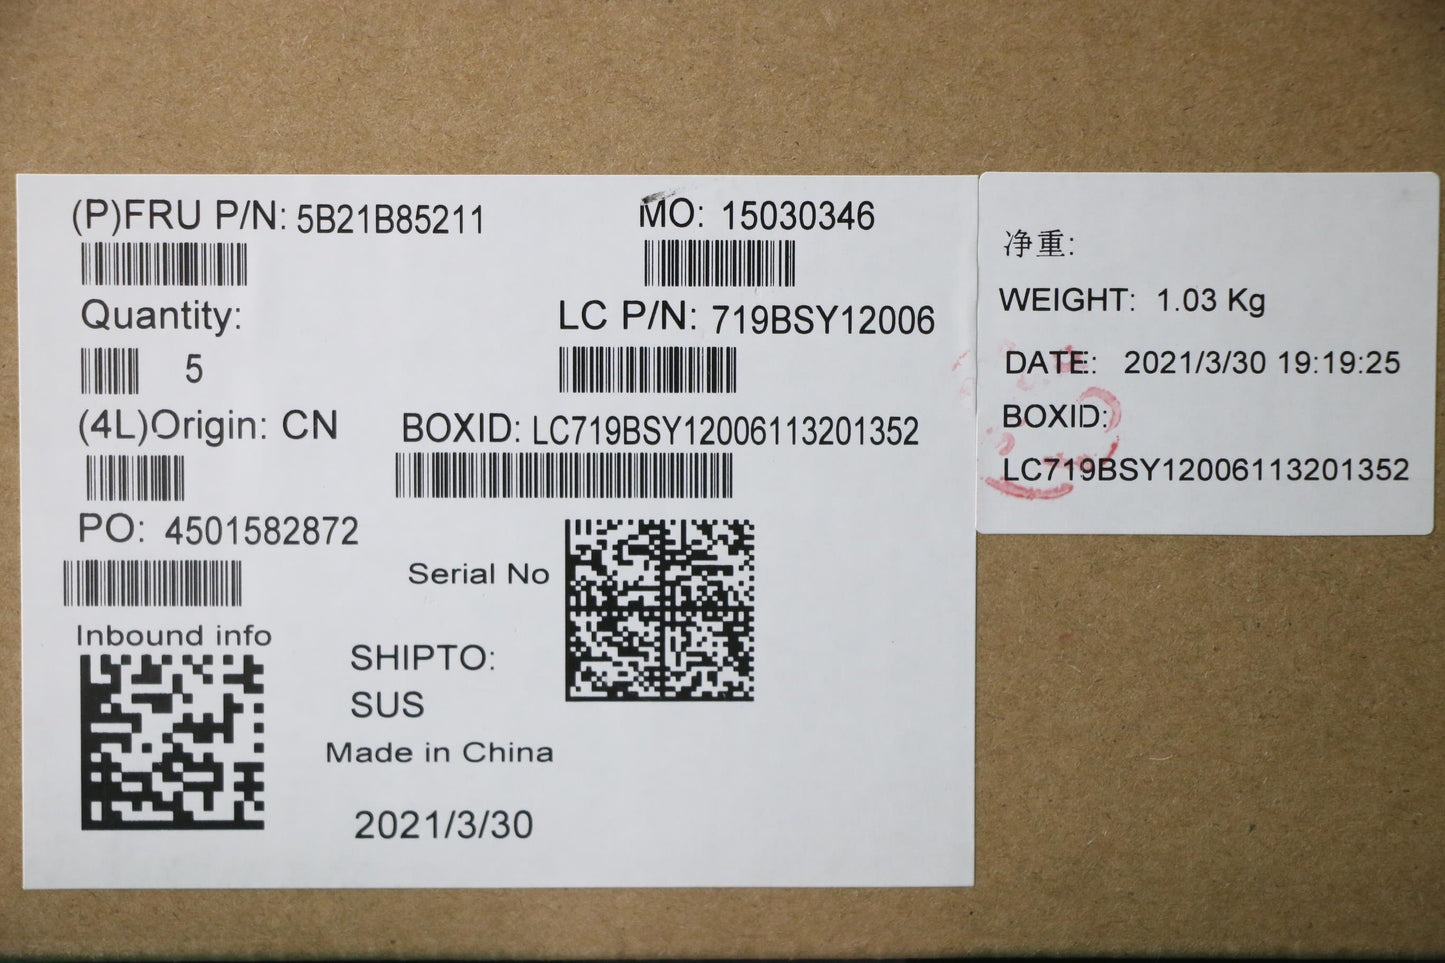 (P)FRU P/N: 5B21B85211
MO: 15030346
Quantity:
5
LC P/N: 719BSY12006
(4L)Origin: CN
BOXID: LC719BSY12006113201352
PO: 4501582872
Serial No
Inbound info
SHIPTO:
SUS
Made in China
2021/3/30
净重:
WEIGHT: 1.03 Kg
DATE: 2021/3/30 19:19:25
BOXID:
LC719BSY12006113201352